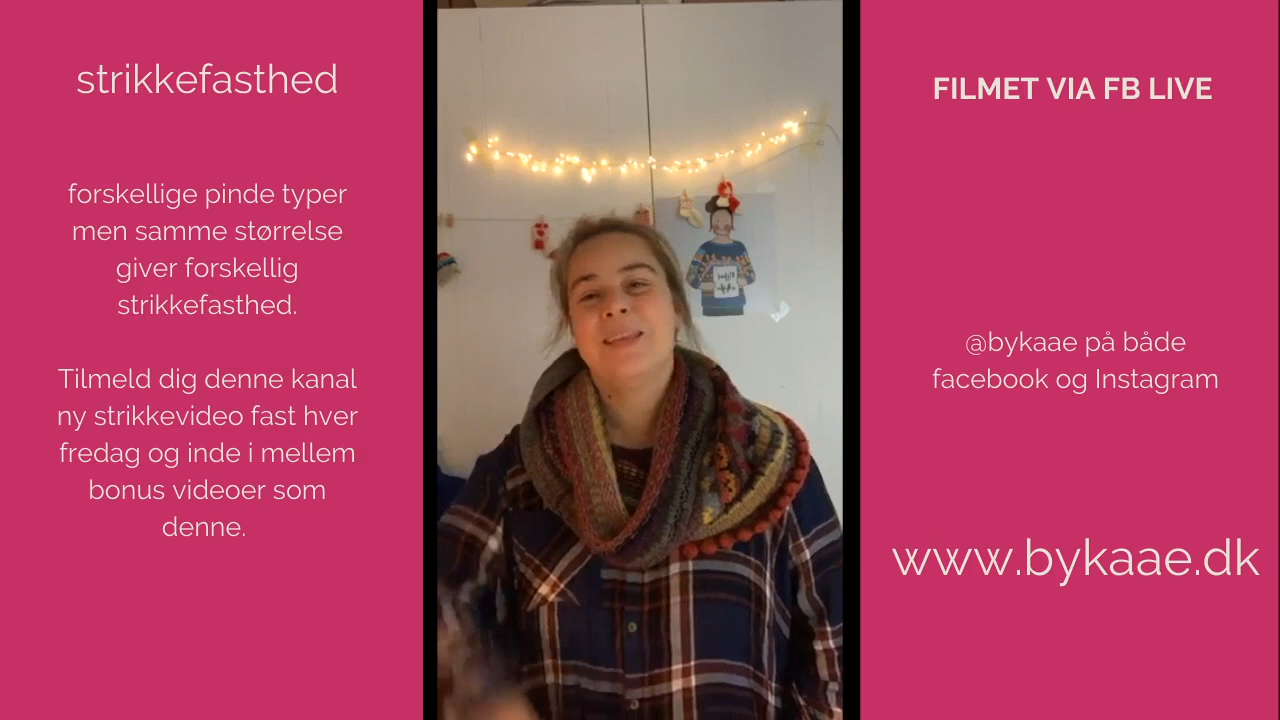 strikkefasthed
forskellige pinde typer
men samme størrelse
giver forskellig
strikkefasthed.
Tilmeld dig denne kanal
ny strikkevideo fast hver
fredag og inde i mellem
bonus videoer som
denne.
FILMET VIA FB LIVE
@bykaae på både
facebook og Instagram
www.bykaae.dk